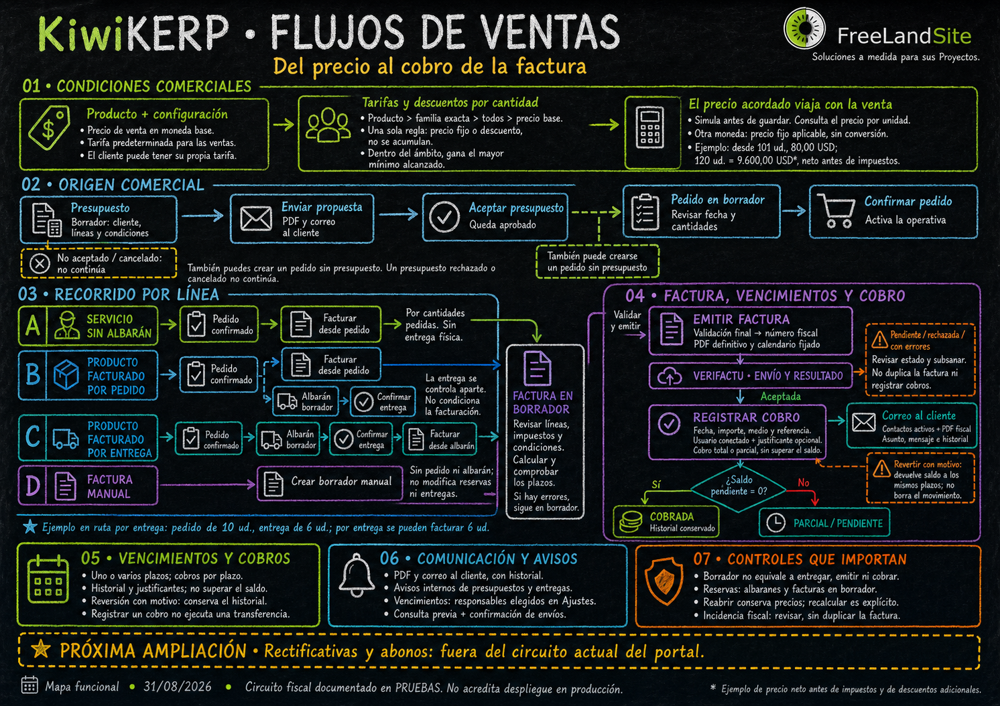 KiwiKERP • FLUJOS DE VENTAS
Del precio al cobro de la factura
FreeLandSite
Soluciones a medida para sus Proyectos.
01 • CONDICIONES COMERCIALES
Producto + configuración
• Precio de venta en moneda base.
• Tarifa predeterminada para las ventas.
• El cliente puede tener su propia tarifa.
Tarifas y descuentos por cantidad
• Producto > familia exacta > todos > precio base.
• Una sola regla: precio fijo o descuento,
no se acumulan.
• Dentro del ámbito, gana el mayor
mínimo alcanzado.
El precio acordado viaja con la venta
• Simula antes de guardar. Consulta el precio por unidad.
• Otra moneda: precio fijo aplicable, sin conversión.
• Ejemplo: desde 101 ud., 80,00 USD;
120 ud. = 9.600,00 USD*, neto antes de impuestos.
02 • ORIGEN COMERCIAL
Presupuesto
Borrador: cliente,
líneas y condiciones
Enviar propuesta
PDF y correo
al cliente
Aceptar presupuesto
Queda aprobado
Pedido en borrador
Revisar fecha y
cantidades
Confirmar pedido
Activa la operativa
No aceptado / cancelado:
no continúa
También puedes crear un pedido sin presupuesto. Un presupuesto rechazado o
cancelado no continúa.
También puede crearse
un pedido sin presupuesto
03 • RECORRIDO POR LÍNEA
A
SERVICIO
SIN ALBARÁN
Pedido
confirmado
Facturar
desde pedido
Por cantidades
pedidas. Sin
entrega física.
B
PRODUCTO
FACTURADO
POR PEDIDO
Pedido
confirmado
Facturar
desde pedido
Albarán
borrador
Confirmar
entrega
La entrega se
controla aparte.
No condiciona
la facturación.
C
PRODUCTO
FACTURADO
POR ENTREGA
Pedido
confirmado
Albarán
borrador
Confirmar
entrega
Facturar
desde albarán
D
FACTURA
MANUAL
Crear borrador manual
Sin pedido ni albarán;
no modifica reservas
ni entregas.
★ Ejemplo en ruta por entrega: pedido de 10 ud., entrega de 6 ud.; por entrega se pueden facturar 6 ud.
FACTURA EN
BORRADOR
Revisar líneas,
impuestos y
condiciones.
Calcular y
comprobar
los plazos.
Si hay errores,
sigue en borrador.
04 • FACTURA, VENCIMIENTOS Y COBRO
Validar
y emitir
EMITIR FACTURA
Validación final → número fiscal
PDF definitivo y calendario fijado
VERIFACTU • ENVÍO Y RESULTADO
Pendiente / rechazada /
con errores
Revisar estado y subsanar.
No duplica la factura ni
registrar cobros.
Aceptada
REGISTRAR COBRO
Fecha, importe, medio y referencia.
Usuario conectado + justificante opcional.
Cobro total o parcial, sin superar el saldo.
Correo al cliente
Contactos activos + PDF fiscal
Asunto, mensaje e historial
Revertir con motivo:
devuelve saldo a los
mismos plazos; no
borra el movimiento.
¿Saldo
pendiente = 0?
Sí
No
COBRADA
Historial conservado
PARCIAL / PENDIENTE
05 • VENCIMIENTOS Y COBROS
• Uno o varios plazos; cobros por plazo.
• Historial y justificantes; no superar el saldo.
• Reversión con motivo: conserva el historial.
• Registrar un cobro no ejecuta una transferencia.
06 • COMUNICACIÓN Y AVISOS
• PDF y correo al cliente, con historial.
• Avisos internos de presupuestos y entregas.
• Vencimientos: responsables elegidos en Ajustes.
• Consulta previa + confirmación de envíos.
07 • CONTROLES QUE IMPORTAN
• Borrador no equivale a entregar, emitir ni cobrar.
• Reservas: albaranes y facturas en borrador.
• Reabrir conserva precios; recalcular es explícito.
• Incidencia fiscal: revisar, sin duplicar la factura.
★ PRÓXIMA AMPLIACIÓN • Rectificativas y abonos: fuera del circuito actual del portal.
Mapa funcional • 31/08/2026 • Circuito fiscal documentado en PRUEBAS. No acredita despliegue en producción.
* Ejemplo de precio neto antes de impuestos y de descuentos adicionales.